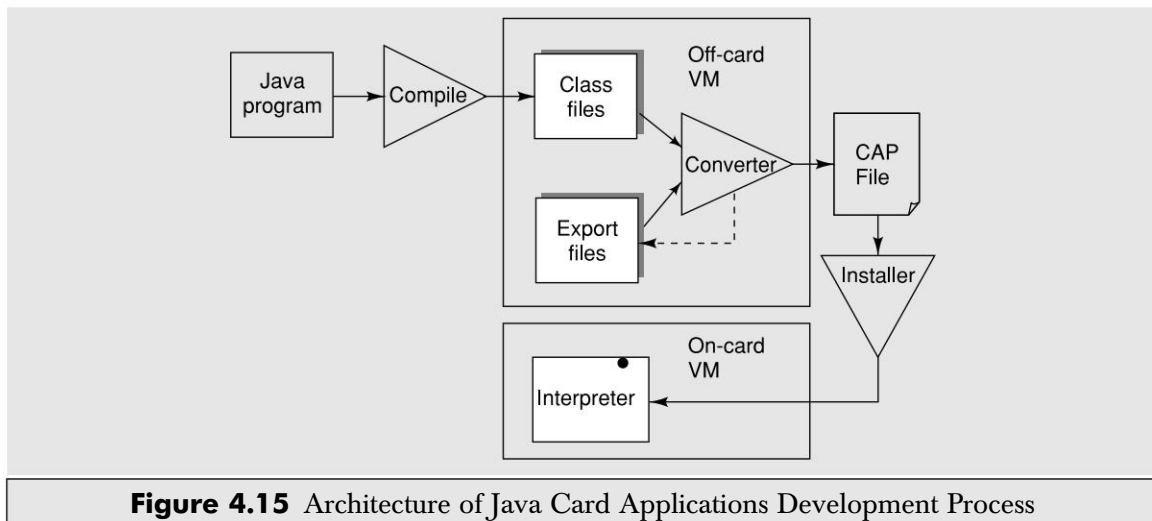 Java
program
Compile
Class
files
Off-card
VM
Converter
Export
files
CAP
File
Installer
On-card
VM
Interpreter
Figure 4.15 Architecture of Java Card Applications Development Process